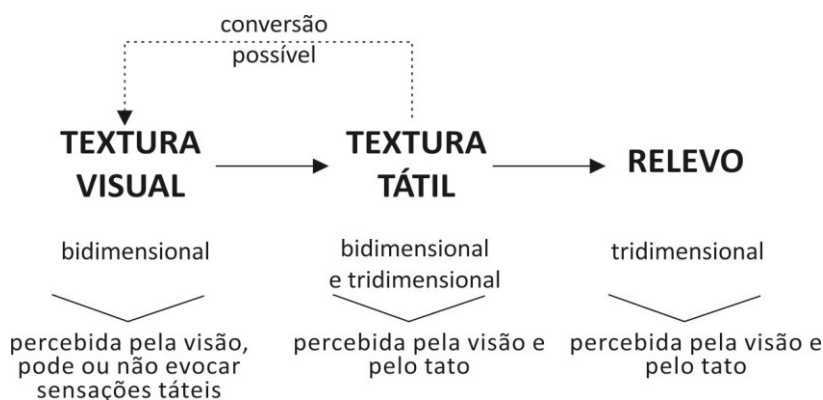 conversão
possível
TEXTURA
VISUAL
TEXTURA
TÁTIL
RELEVO
bidimensional
bidimensional
e tridimensional
tridimensional
percebida pela visão,
pode ou não evocar
sensações táteis
percebida pela visão e
pelo tato
percebida pela visão e
pelo tato